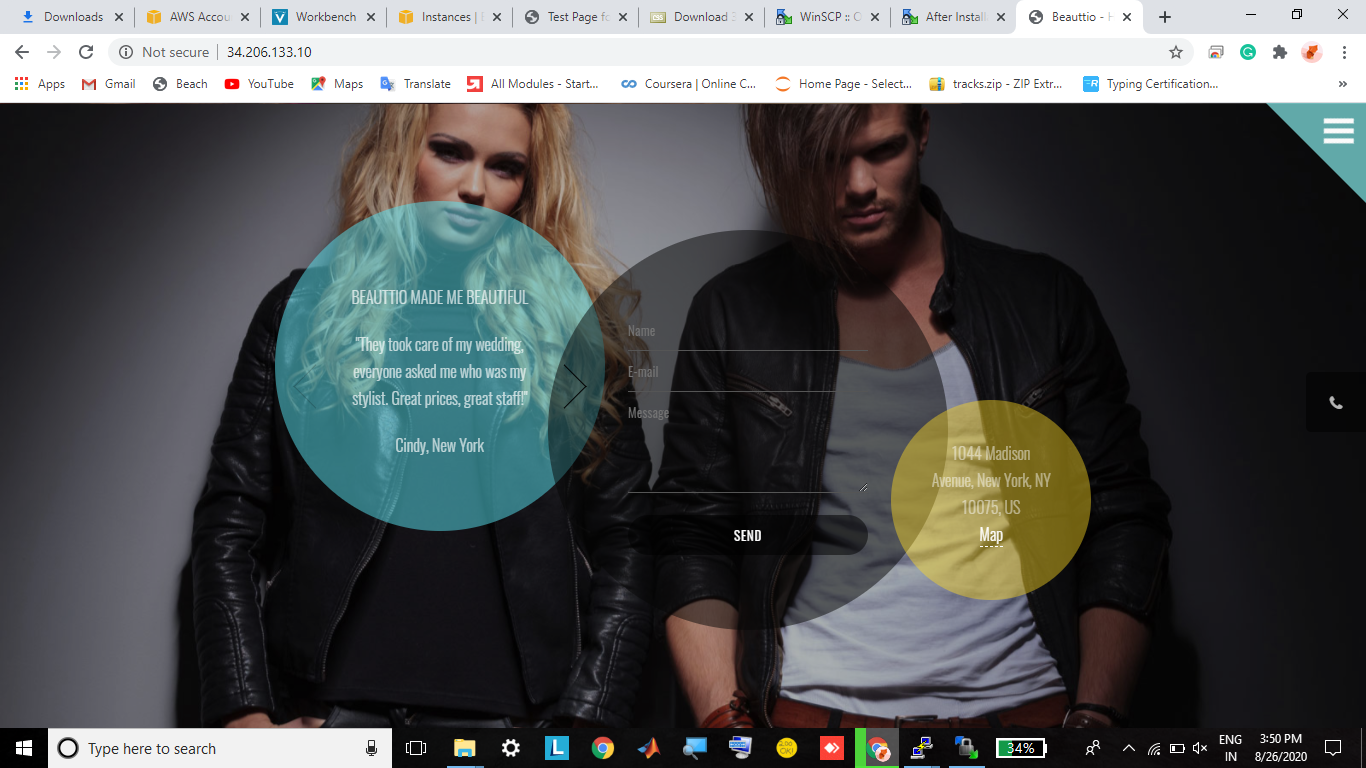 Downloads
AWS Accou
Workbench
Instances | E
Test Page fo
Download
WinSCP :: O
After Install
Beauttio - H
Not secure
34.206.133.10
Apps
Gmail
Beach
YouTube
Maps
Translate
All Modules - Start...
Coursera | Online C...
Home Page - Select...
tracks.zip - ZIP Extr...
Typing Certification...
»
BEAUTTIO MADE ME BEAUTIFUL
"They took care of my wedding,
everyone asked me who was my
stylist. Great prices, great staff!"
Cindy, New York
Name
E-mail
Message
SEND
1044 Madison
Avenue, New York, NY
10075, US
Map
Type here to search
34%
ENG
IN
3:50 PM
8/26/2020